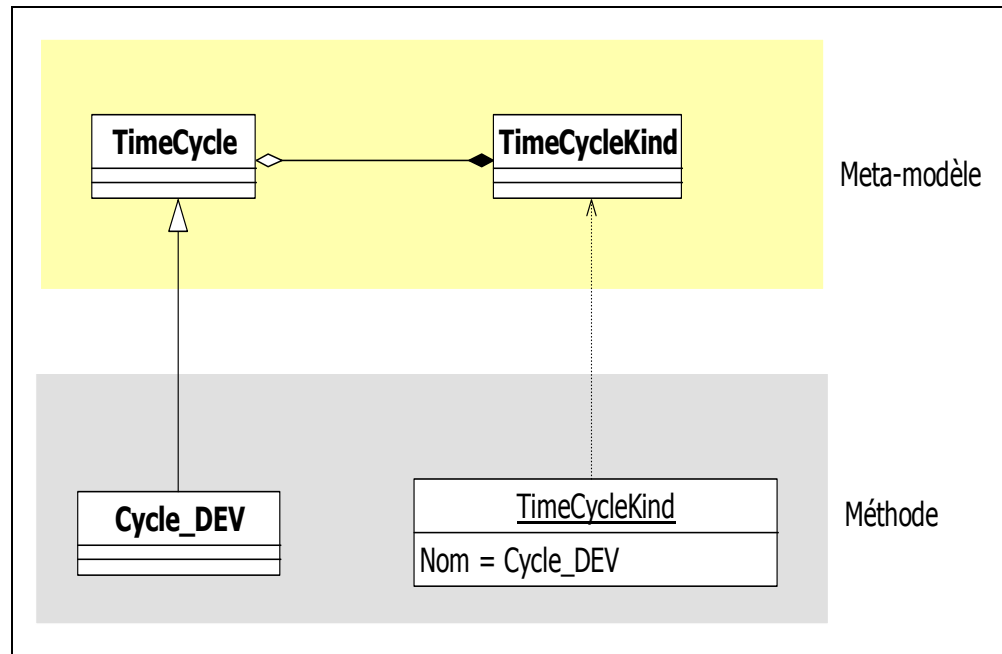 TimeCycle
TimeCycleKind
Meta-modèle
Cycle_DEV
TimeCycleKind
Nom = Cycle_DEV
Méthode